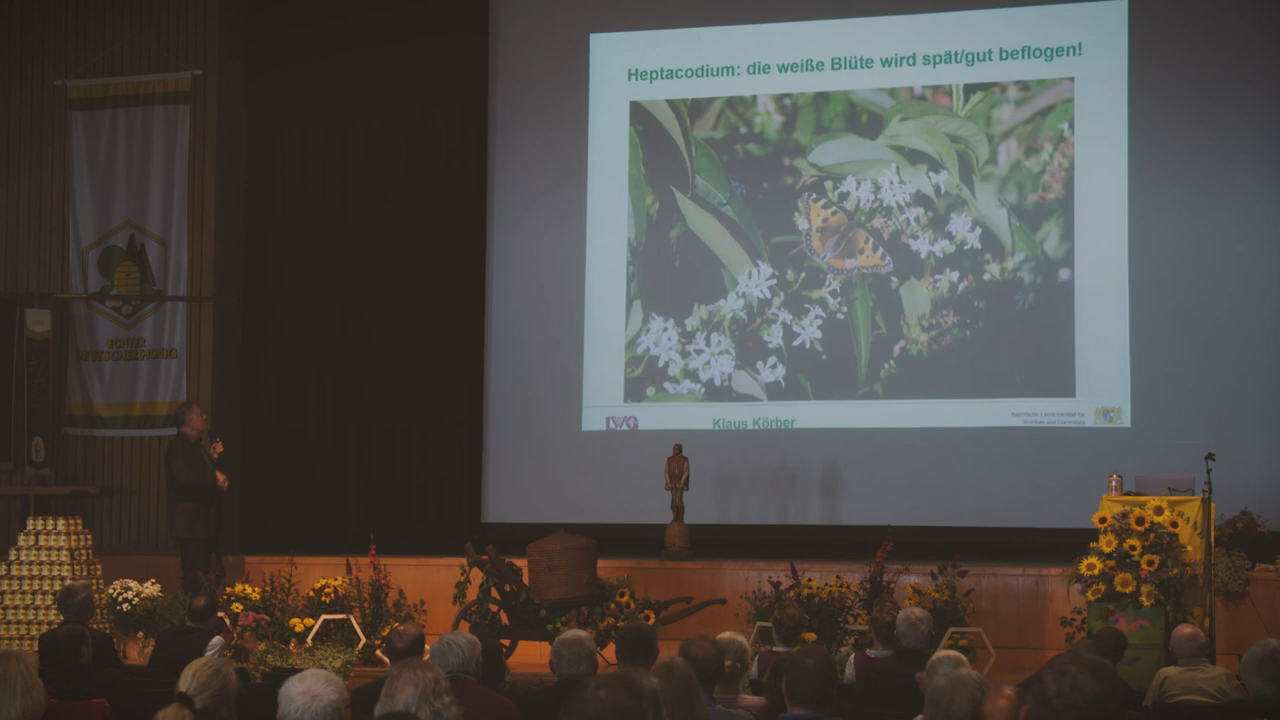 Heptacodium: die weiße Blüte wird spät/gut beflogen!
ECHTER
DEUTSCHER HONIG
LWG
Klaus Körber